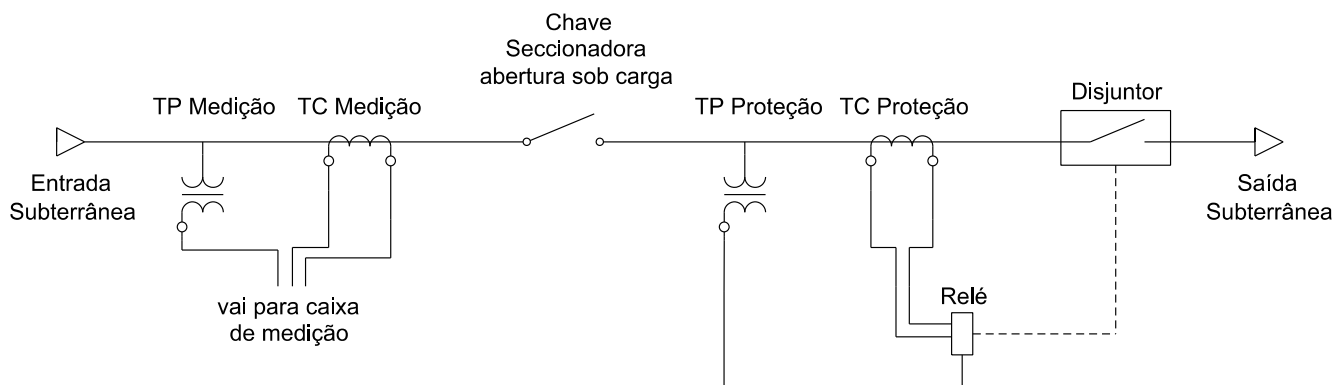 Chave
Seccionadora
abertura sob carga
TP Medição
TC Medição
TP Proteção
TC Proteção
Disjuntor
Entrada
Subterrânea
Saída
Subterrânea
vai para caixa
de medição
Relé